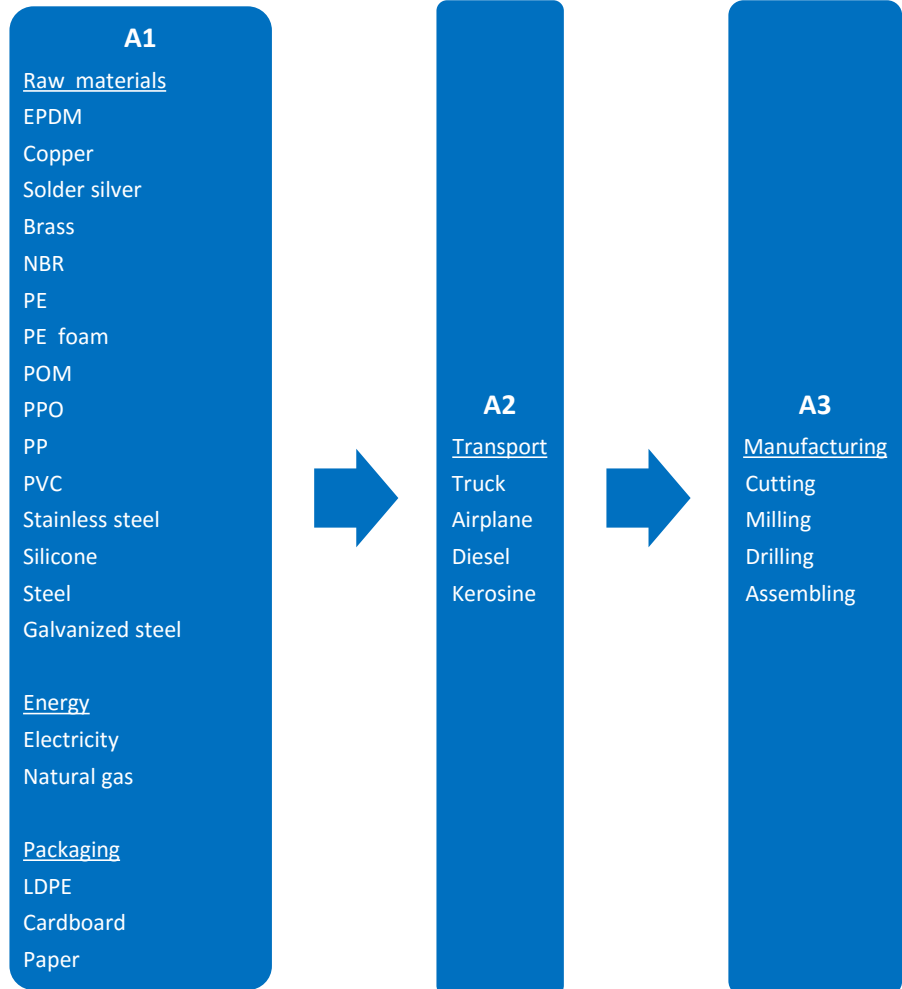 A1
Raw materials
EPDM
Copper
Solder silver
Brass
NBR
PE
PE foam
POM
PPO
PP
PVC
Stainless steel
Silicone
Steel
Galvanized steel
Energy
Electricity
Natural gas
Packaging
LDPE
Cardboard
Paper
A2
Transport
Truck
Airplane
Diesel
Kerosine
A3
Manufacturing
Cutting
Milling
Drilling
Assembling